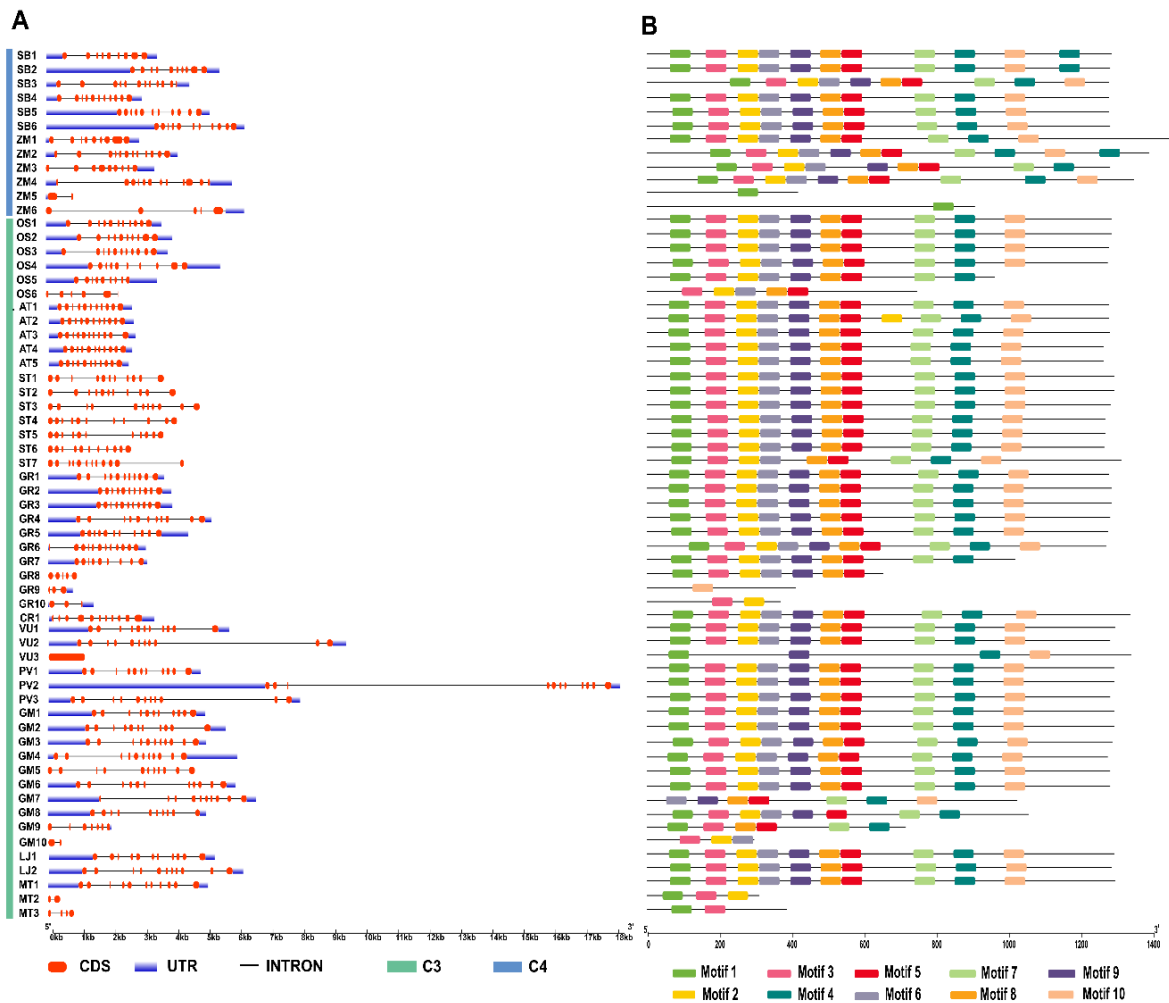 A
B
SB1
SB2
SB3
SB4
SB5
SB6
ZM1
ZM2
ZM3
ZM4
ZM5
ZM6
OS1
OS2
OS3
OS4
OS5
OS6
AT1
AT2
AT3
AT4
AT5
ST1
ST2
ST3
ST4
ST5
ST6
ST7
GR1
GR2
GR3
GR4
GR5
GR6
GR7
GR8
GR9
GR10
CR1
VU1
VU2
VU3
PV1
PV2
PV3
GM1
GM2
GM3
GM4
GM5
GM6
GM7
GM8
GM9
GM10
LJ1
LJ2
MT1
MT2
MT3
5' 3'
0kb 1kb 2kb 3kb 4kb 5kb 6kb 7kb 8kb 9kb 10kb 11kb 12kb 13kb 14kb 15kb 16kb 17kb 18kb
5' 3'
0 200 400 600 800 1000 1200 1400
CDS UTR INTRON C3 C4
Motif 1 Motif 3 Motif 5 Motif 7 Motif 9
Motif 2 Motif 4 Motif 6 Motif 8 Motif 10